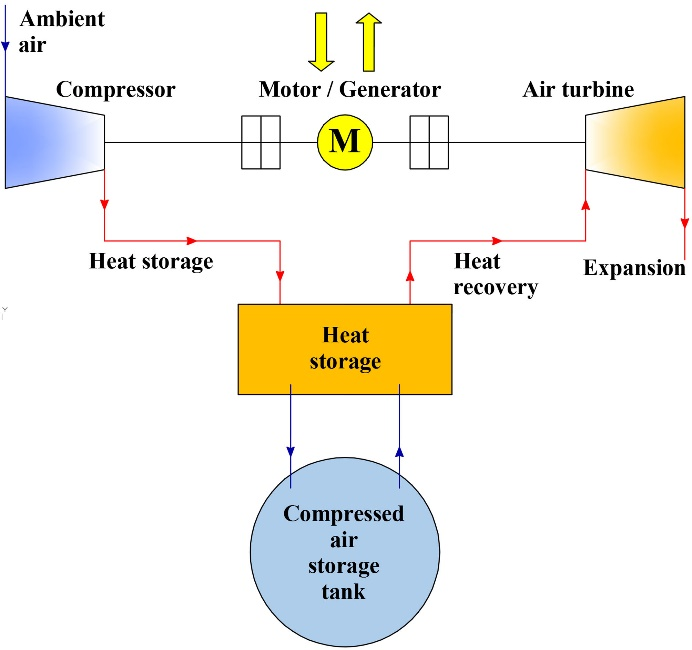 Ambient
air
Compressor
Motor / Generator
Air turbine
M
Heat storage
Heat
recovery
Expansion
Heat
storage
Compressed
air
storage
tank